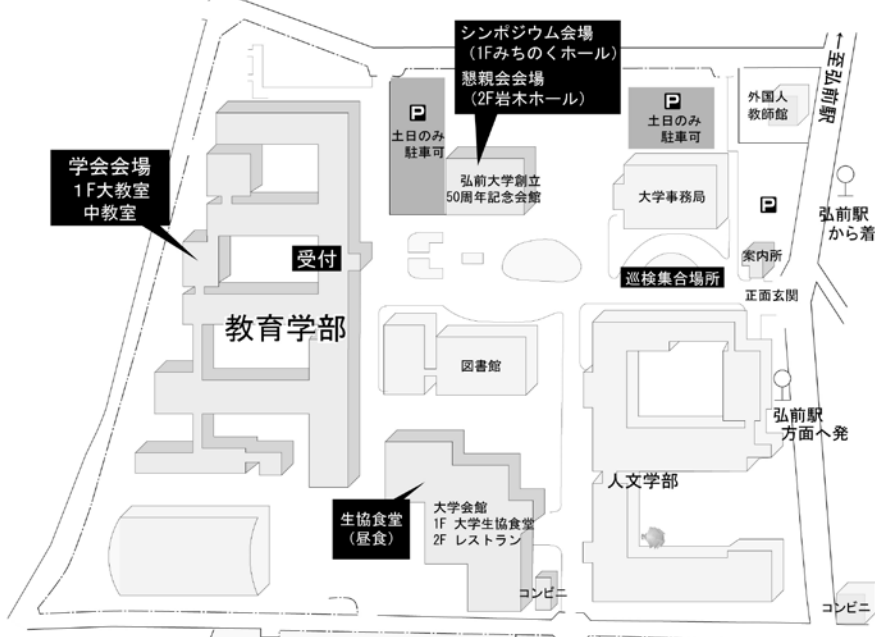 シンポジウム会場
（1Fみちのくホール）
懇親会会場
（2F岩木ホール）
←至弘前駅
外国人
教師館
P
土日のみ
駐車可
P
土日のみ
駐車可
学会会場
1F大教室
中教室
弘前大学創立
50周年記念会館
大学事務局
P
弘前駅
から着
受付
案内所
巡検集合場所
正面玄関
教育学部
図書館
弘前駅
方面へ発
人文学部
生協食堂
（昼食）
大学会館
1F 大学生協食堂
2F レストラン
コンビニ
コンビニ